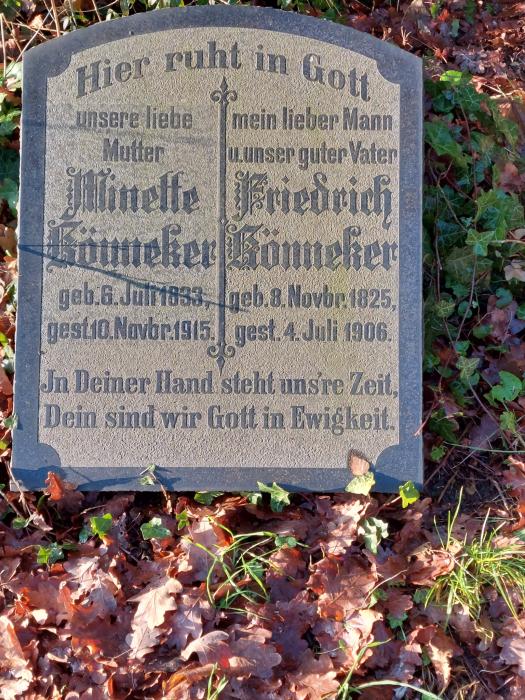 Hier ruht in Gott
unsere liebe
Mutter
Minette
Könneker
geb. 6. Juli 1833,
gest. 10. Novbr. 1915.
mein lieber Mann
u. unser guter Vater
Friedrich
Könneker
geb. 8. Novbr. 1825,
gest. 4. Juli 1906.
Jn Deiner Hand steht uns're Zeit,
Dein sind wir Gott in Ewigkeit.